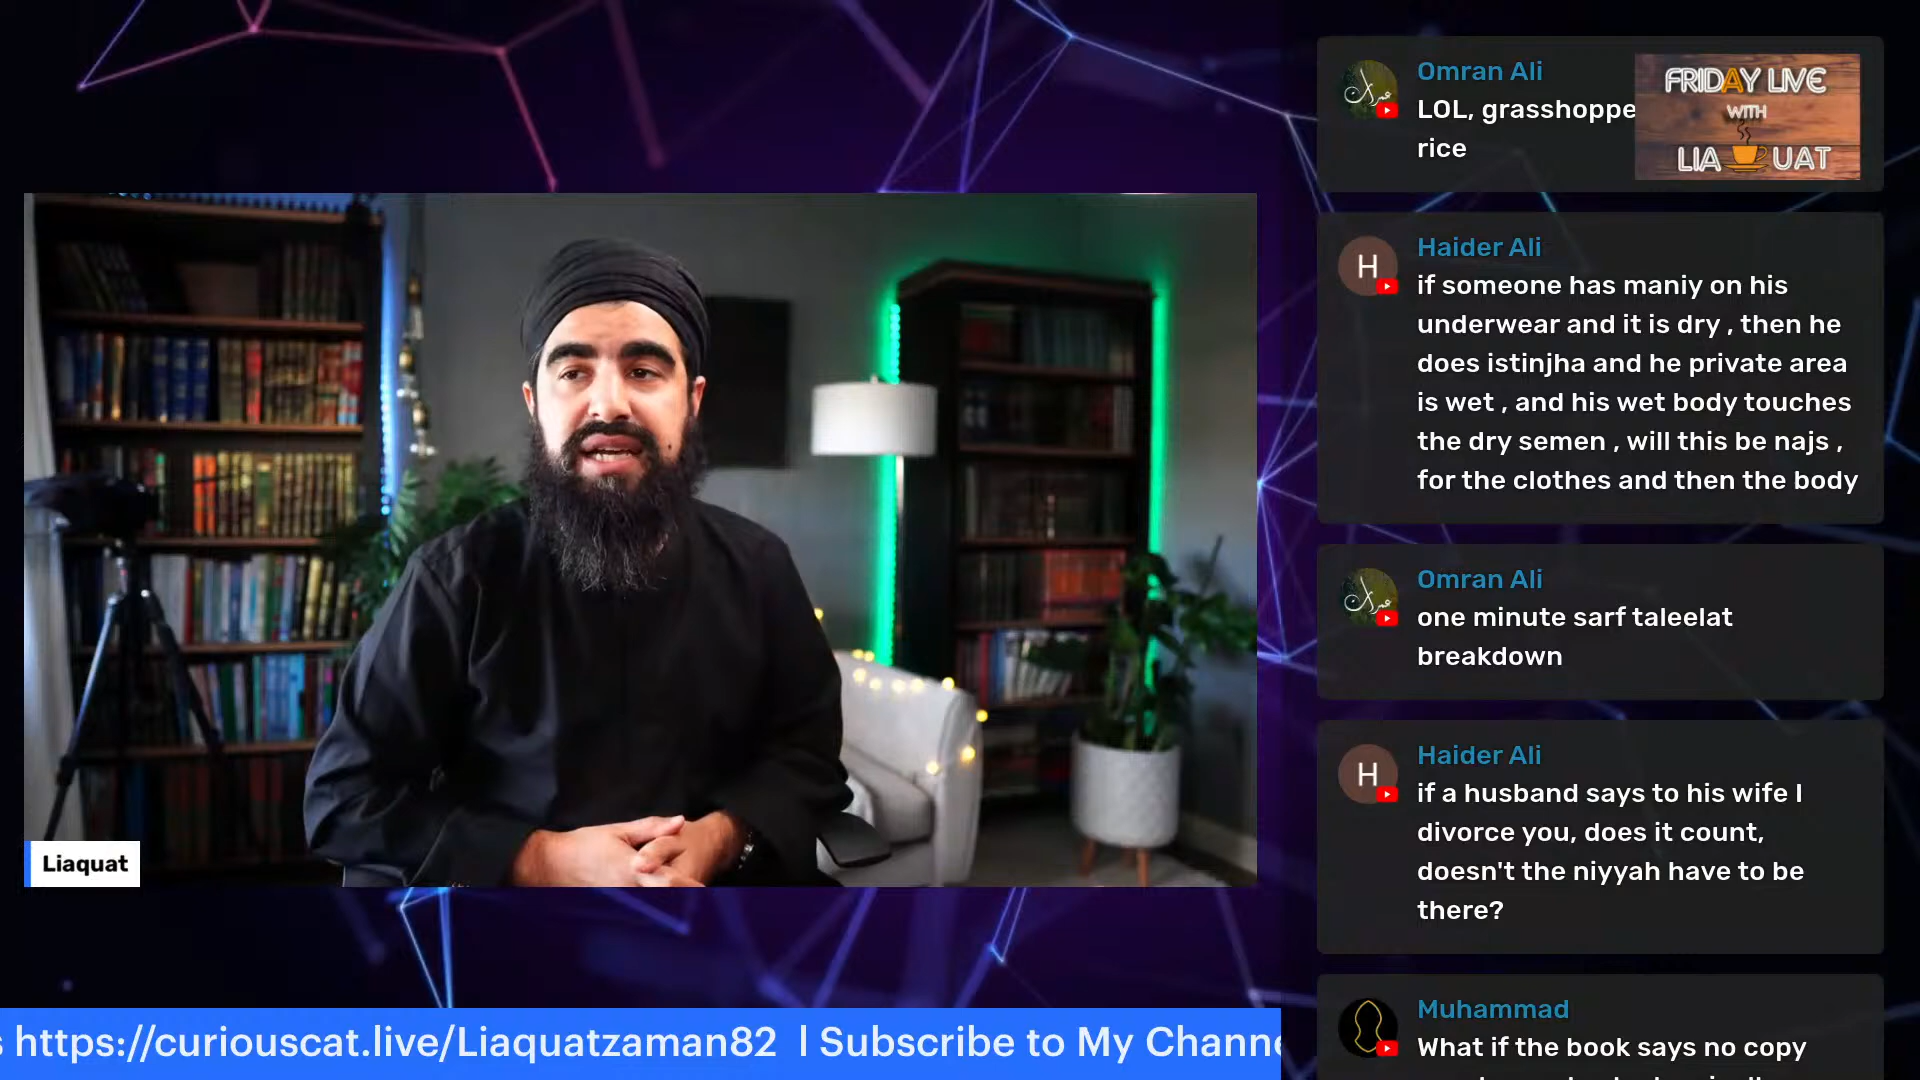 Omran Ali
LOL, grasshoppe
rice
FRIDAY LIVE
WITH
LIA UAT
Haider Ali
H
if someone has maniy on his
underwear and it is dry , then he
does istinjha and he private area
is wet , and his wet body touches
the dry semen , will this be najs ,
for the clothes and then the body
Omran Ali
one minute sarf taleelat
breakdown
Haider Ali
H
if a husband says to his wife I
divorce you, does it count,
doesn't the niyyah have to be
there?
Muhammad
What if the book says no copy
Liaquat
https://curiouscat.live/Liaquatzaman82 | Subscribe to My Channe